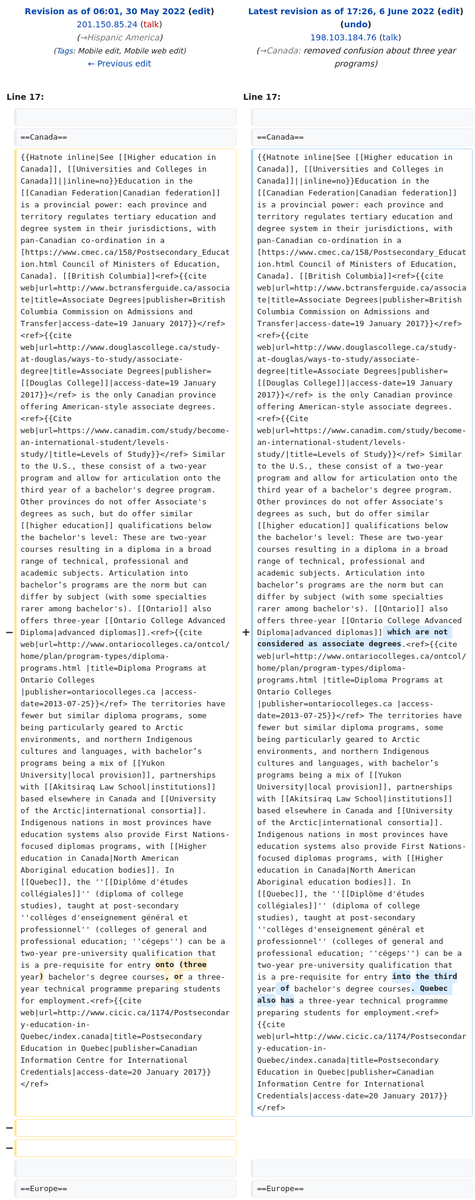 Revision as of 06:01, 30 May 2022 (edit)
201.150.85.24 (talk)
(→Hispanic America)
(Tags: Mobile edit, Mobile web edit)
← Previous edit
Latest revision as of 17:26, 6 June 2022 (edit)
(undo)
198.103.184.76 (talk)
(→Canada: removed confusion about three year
programs)
Line 17:
Line 17:
==Canada==
==Canada==
−
{{Hatnote inline|See [[Higher education in
Canada]], [[Universities and Colleges in
Canada]]||inline=no}}Education in the
[[Canadian Federation|Canadian federation]]
is a provincial power: each province and
territory regulates tertiary education and
degree system in their jurisdictions, with
pan-Canadian co-ordination in a
[https://www.cmec.ca/158/Postsecondary_Educat
ion.html Council of Ministers of Education,
Canada]. [[British Columbia]]<ref>{{cite
web|url=http://www.bctransferguide.ca/associa
te|title=Associate Degrees|publisher=British
Columbia Commission on Admissions and
Transfer|access-date=19 January 2017}}</ref>
<ref>{{cite
web|url=http://www.douglascollege.ca/study-
at-douglas/ways-to-study/associate-
degree|title=Associate Degrees|publisher=
[[Douglas College]]|access-date=19 January
2017}}</ref> is the only Canadian province
offering American-style associate degrees.
<ref>{{Cite
web|url=https://www.canadim.com/study/become-
an-international-student/levels-
study/|title=Levels of Study}}</ref> Similar
to the U.S., these consist of a two-year
program and allow for articulation onto the
third year of a bachelor's degree program.
Other provinces do not offer Associate's
degrees as such, but do offer similar
[[higher education]] qualifications below
the bachelor's level: These are two-year
courses resulting in a diploma in a broad
range of technical, professional and
academic subjects. Articulation into
bachelor’s programs are the norm but can
differ by subject (with some specialties
rarer among bachelor's). [[Ontario]] also
offers three-year [[Ontario College Advanced
Diploma|advanced diplomas]].<ref>{{cite
web|url=http://www.ontariocolleges.ca/ontcol/
home/plan/program-types/diploma-
programs.html |title=Diploma Programs at
Ontario Colleges
|publisher=ontariocolleges.ca |access-
date=2013-07-25}}</ref> The territories have
fewer but similar diploma programs, some
being particularly geared to Arctic
environments, and northern Indigenous
cultures and languages, with bachelor’s
programs being a mix of [[Yukon
University|local provision]], partnerships
with [[Akitsiraq Law School|institutions]]
based elsewhere in Canada and [[University
of the Arctic|international consortia]].
Indigenous nations in most provinces have
education systems also provide First Nations-
focused diplomas programs, with [[Higher
education in Canada|North American
Aboriginal education bodies]]. In
[[Quebec]], the ''[[Diplôme d'études
collégiales]]'' (diploma of college
studies), taught at post-secondary
''collèges d'enseignement général et
professionnel'' (colleges of general and
professional education; ''cégeps'') can be a
two-year pre-university qualification that
is a pre-requisite for entry onto (three
year) bachelor's degree courses, or a three-
year technical programme preparing students
for employment.<ref>{{cite
web|url=http://www.cicic.ca/1174/Postsecondar
y-education-in-
Quebec/index.canada|title=Postsecondary
Education in Quebec|publisher=Canadian
Information Centre for International
Credentials|access-date=20 January 2017}}
</ref>
+
{{Hatnote inline|See [[Higher education in
Canada]], [[Universities and Colleges in
Canada]]||inline=no}}Education in the
[[Canadian Federation|Canadian federation]]
is a provincial power: each province and
territory regulates tertiary education and
degree system in their jurisdictions, with
pan-Canadian co-ordination in a
[https://www.cmec.ca/158/Postsecondary_Educat
ion.html Council of Ministers of Education,
Canada]. [[British Columbia]]<ref>{{cite
web|url=http://www.bctransferguide.ca/associa
te|title=Associate Degrees|publisher=British
Columbia Commission on Admissions and
Transfer|access-date=19 January 2017}}</ref>
<ref>{{cite
web|url=http://www.douglascollege.ca/study-
at-douglas/ways-to-study/associate-
degree|title=Associate Degrees|publisher=
[[Douglas College]]|access-date=19 January
2017}}</ref> is the only Canadian province
offering American-style associate degrees.
<ref>{{Cite
web|url=https://www.canadim.com/study/become-
an-international-student/levels-
study/|title=Levels of Study}}</ref> Similar
to the U.S., these consist of a two-year
program and allow for articulation onto the
third year of a bachelor's degree program.
Other provinces do not offer Associate's
degrees as such, but do offer similar
[[higher education]] qualifications below
the bachelor's level: These are two-year
courses resulting in a diploma in a broad
range of technical, professional and
academic subjects. Articulation into
bachelor’s programs are the norm but can
differ by subject (with some specialties
rarer among bachelor's). [[Ontario]] also
offers three-year [[Ontario College Advanced
Diploma|advanced diplomas]] which are not
considered as associate degrees.<ref>{{cite
web|url=http://www.ontariocolleges.ca/ontcol/
home/plan/program-types/diploma-
programs.html |title=Diploma Programs at
Ontario Colleges
|publisher=ontariocolleges.ca |access-
date=2013-07-25}}</ref> The territories have
fewer but similar diploma programs, some
being particularly geared to Arctic
environments, and northern Indigenous
cultures and languages, with bachelor’s
programs being a mix of [[Yukon
University|local provision]], partnerships
with [[Akitsiraq Law School|institutions]]
based elsewhere in Canada and [[University
of the Arctic|international consortia]].
Indigenous nations in most provinces have
education systems also provide First Nations-
focused diplomas programs, with [[Higher
education in Canada|North American
Aboriginal education bodies]]. In
[[Quebec]], the ''[[Diplôme d'études
collégiales]]'' (diploma of college
studies), taught at post-secondary
''collèges d'enseignement général et
professionnel'' (colleges of general and
professional education; ''cégeps'') can be a
two-year pre-university qualification that
is a pre-requisite for entry into the third
year of bachelor's degree courses. Quebec
also has a three-year technical programme
preparing students for employment.<ref>
{{cite
web|url=http://www.cicic.ca/1174/Postsecondar
y-education-in-
Quebec/index.canada|title=Postsecondary
Education in Quebec|publisher=Canadian
Information Centre for International
Credentials|access-date=20 January 2017}}
</ref>
−
−
==Europe==
==Europe==